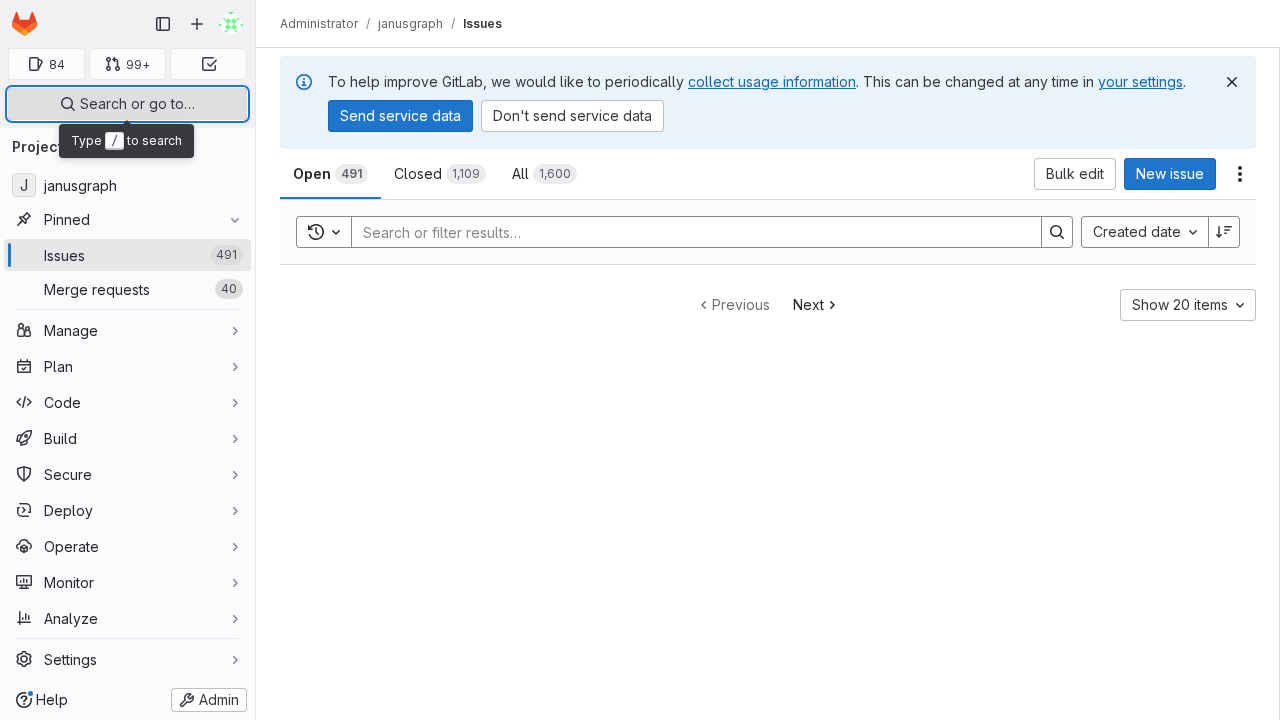 Administrator / janusgraph / Issues
84
99+
Search or go to…
Type / to search
Project
J janusgraph
Pinned
Issues 491
Merge requests 40
Manage
Plan
Code
Build
Secure
Deploy
Operate
Monitor
Analyze
Settings
Help
Admin
To help improve GitLab, we would like to periodically collect usage information. This can be changed at any time in your settings.
Send service data
Don't send service data
Open 491
Closed 1,109
All 1,600
Bulk edit
New issue
Search or filter results…
Created date
Previous
Next
Show 20 items